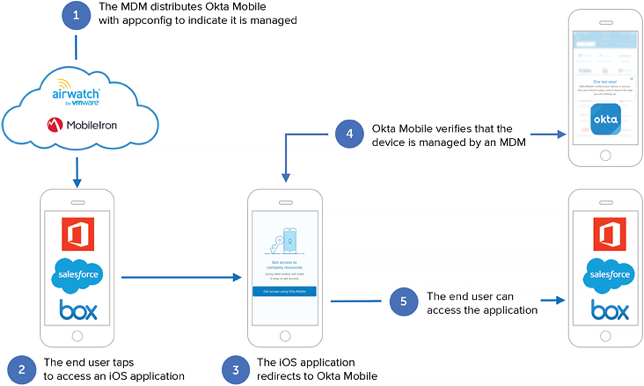 1
The MDM distributes Okta Mobile
with appconfig to indicate it is managed
airwatch
by vmware
MobileIron
4
Okta Mobile verifies that the
device is managed by an MDM
One last step!
okta
salesforce
box
Get access to
company resources
Get access using Okta Mobile
5
The end user can
access the application
salesforce
box
2
The end user taps
to access an iOS application
3
The iOS application
redirects to Okta Mobile